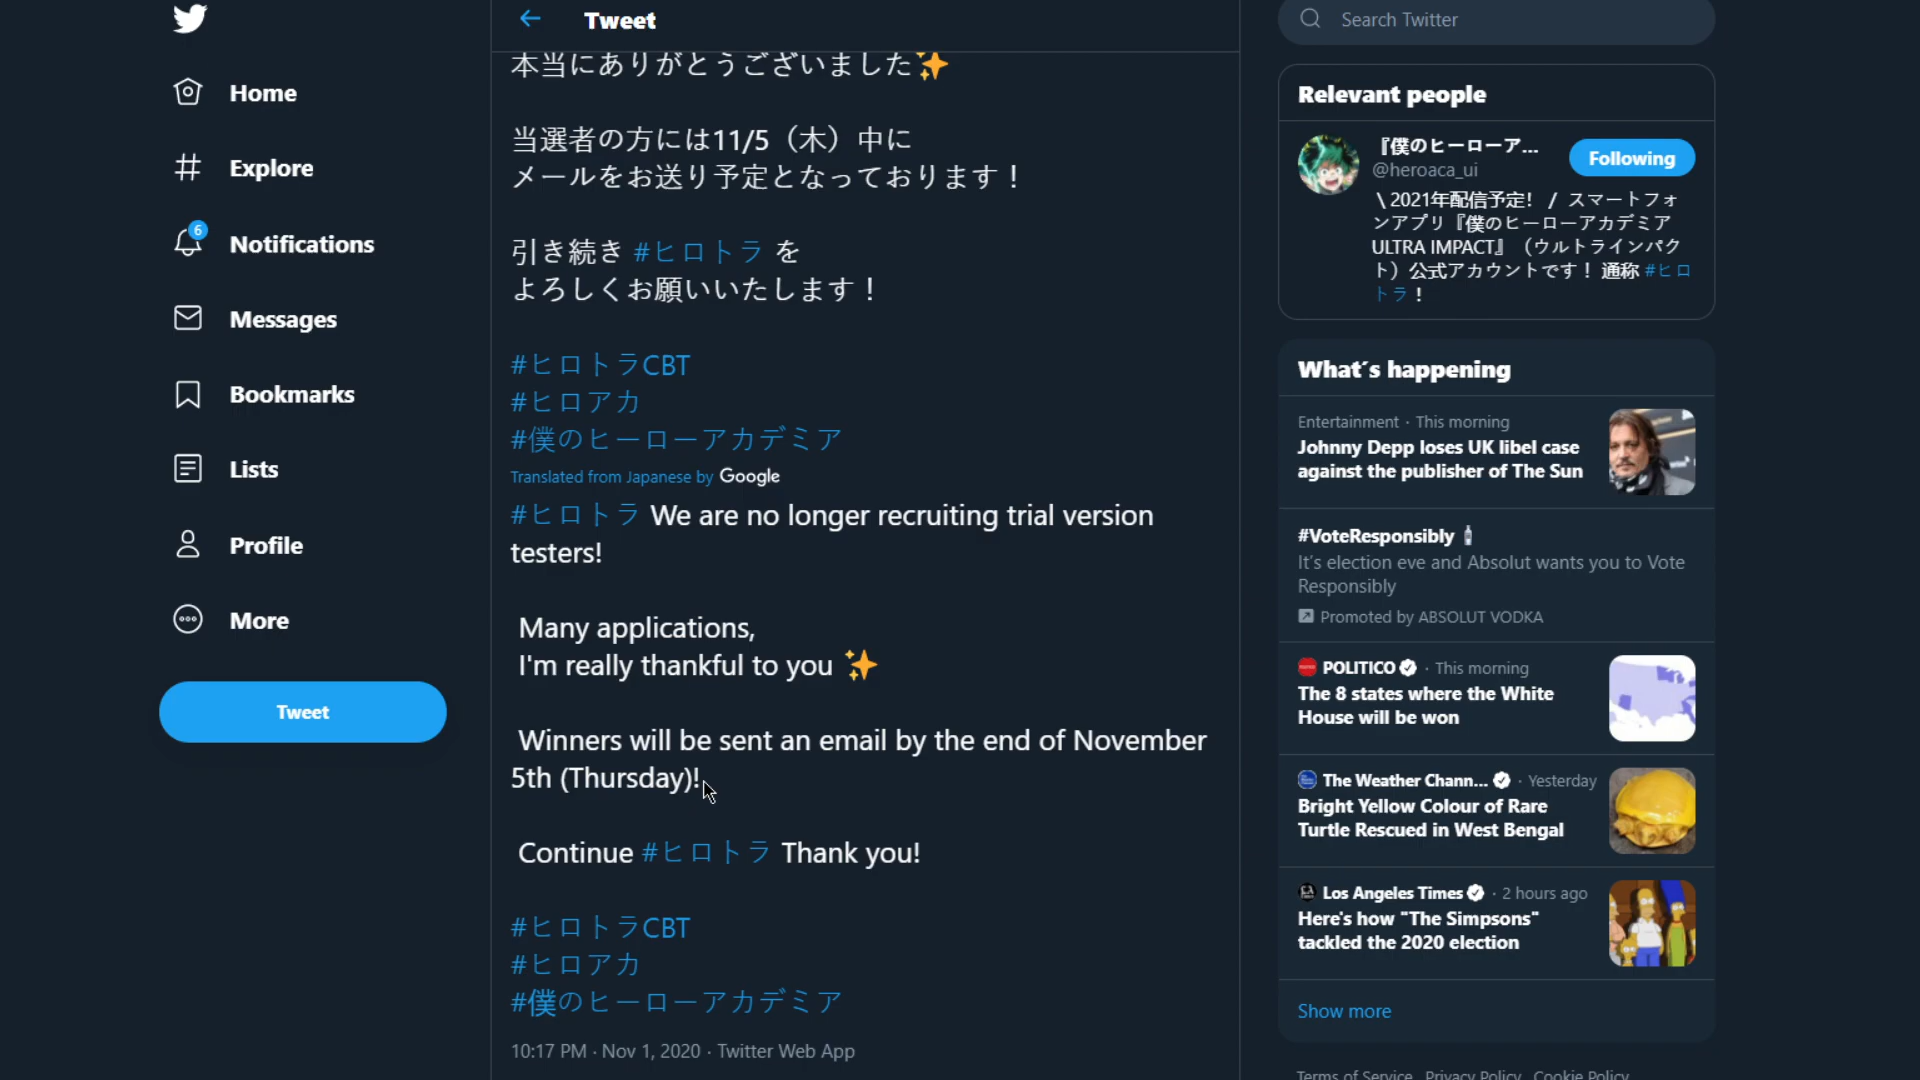 Home
Explore
6
Notifications
Messages
Bookmarks
Lists
Profile
More
Tweet
Tweet
本当にありがとうございました✨
当選者の方には11/5（木）中に
メールをお送り予定となっております！
引き続き #ヒロトラ を
よろしくお願いいたします！
#ヒロトラCBT
#ヒロアカ
#僕のヒーローアカデミア
Translated from Japanese by Google
#ヒロトラ We are no longer recruiting trial version
testers!
Many applications,
I'm really thankful to you ✨
Winners will be sent an email by the end of November
5th (Thursday)!
Continue #ヒロトラ Thank you!
#ヒロトラCBT
#ヒロアカ
#僕のヒーローアカデミア
10:17 PM · Nov 1, 2020 · Twitter Web App
Search Twitter
Relevant people
『僕のヒーローア...
@heroaca_ui
Following
\ 2021年配信予定! / スマートフォ
ンアプリ『僕のヒーローアカデミア
ULTRA IMPACT』（ウルトラインパク
ト）公式アカウントです！ 通称 #ヒロ
トラ！
What's happening
Entertainment · This morning
Johnny Depp loses UK libel case
against the publisher of The Sun
#VoteResponsibly
It's election eve and Absolut wants you to Vote
Responsibly
Promoted by ABSOLUT VODKA
POLITICO · This morning
The 8 states where the White
House will be won
The Weather Chann... · Yesterday
Bright Yellow Colour of Rare
Turtle Rescued in West Bengal
Los Angeles Times · 2 hours ago
Here's how "The Simpsons"
tackled the 2020 election
Show more
Terms of Service Privacy Policy Cookie Policy